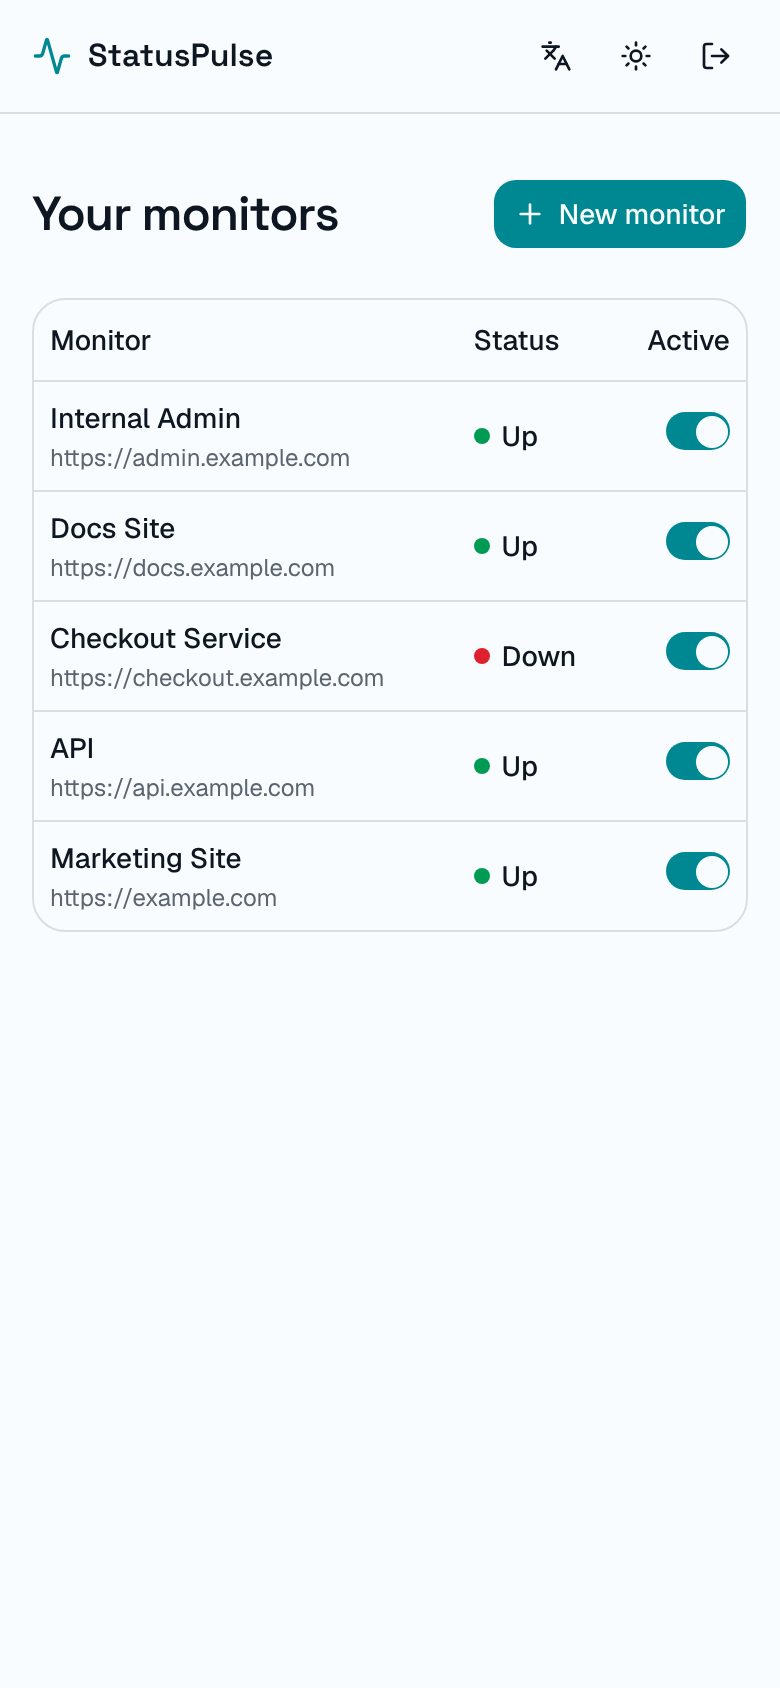 StatusPulse
Your monitors
New monitor
Monitor Status Active
Internal Admin
https://admin.example.com
Up
Docs Site
https://docs.example.com
Up
Checkout Service
https://checkout.example.com
Down
API
https://api.example.com
Up
Marketing Site
https://example.com
Up